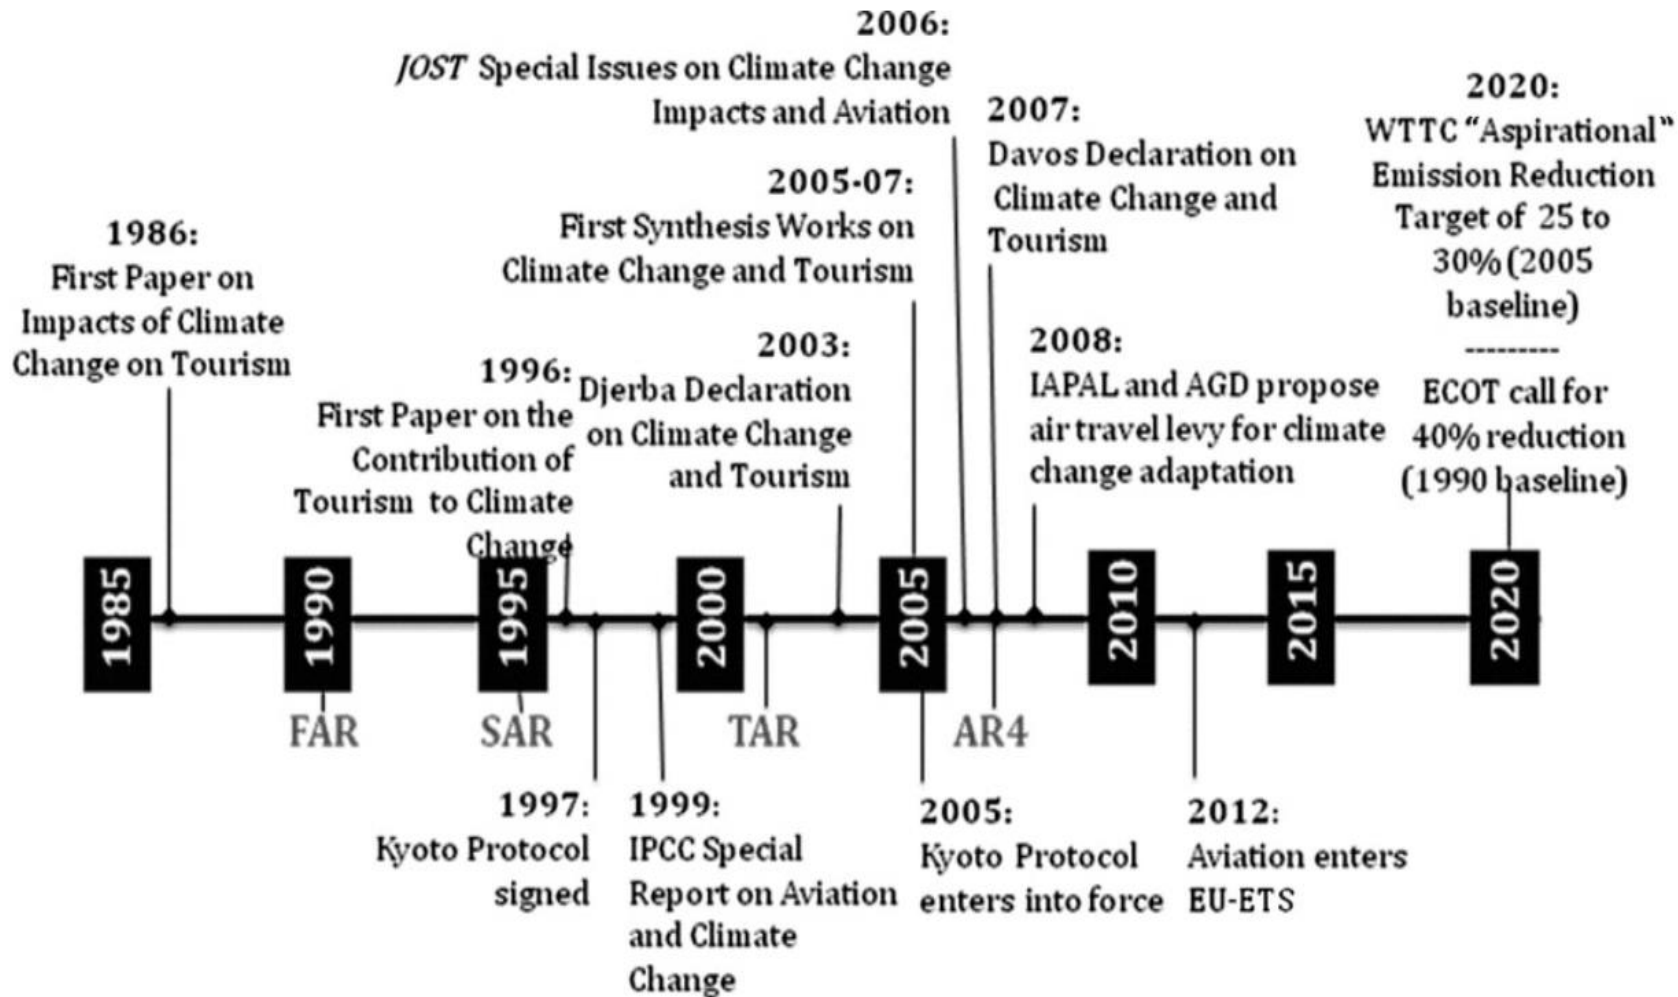 2006:
JOST Special Issues on Climate Change
Impacts and Aviation
2020:
WTTC “Aspirational“
Emission Reduction
Target of 25 to
30% (2005
baseline)
---------
ECOT call for
40% reduction
(1990 baseline)
2007:
Davos Declaration on
Climate Change and
Tourism
2005-07:
First Synthesis Works on
Climate Change and Tourism
1986:
First Paper on
Impacts of Climate
Change on Tourism
2003:
Djerba Declaration
on Climate Change
and Tourism
2008:
IAPAL and AGD propose
air travel levy for climate
change adaptation
1996:
First Paper on the
Contribution of
Tourism to Climate
Change
1985
1990
1995
2000
2005
2010
2015
2020
FAR
SAR
TAR
AR4
1997:
Kyoto Protocol
signed
1999:
IPCC Special
Report on Aviation
and Climate
Change
2005:
Kyoto Protocol
enters into force
2012:
Aviation enters
EU-ETS